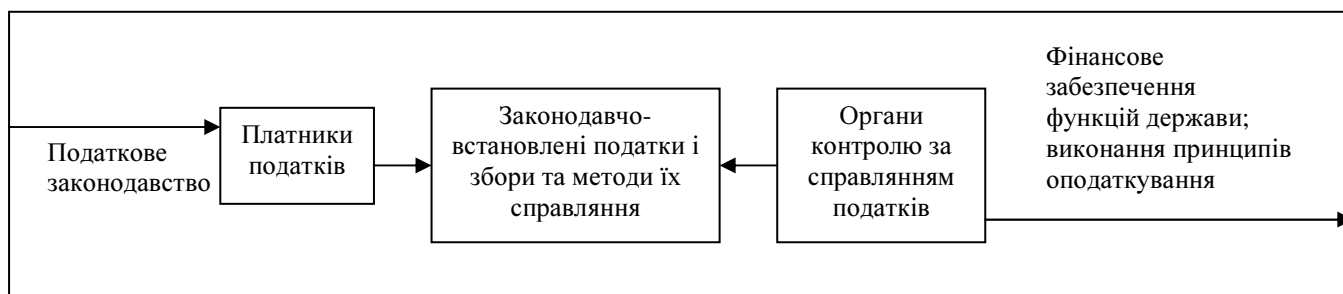 Податкове
законодавство
Платники
податків
Законодавчо-
встановлені податки і
збори та методи їх
справляння
Органи
контролю за
справлянням
податків
Фінансове
забезпечення
функцій держави;
виконання принципів
оподаткування